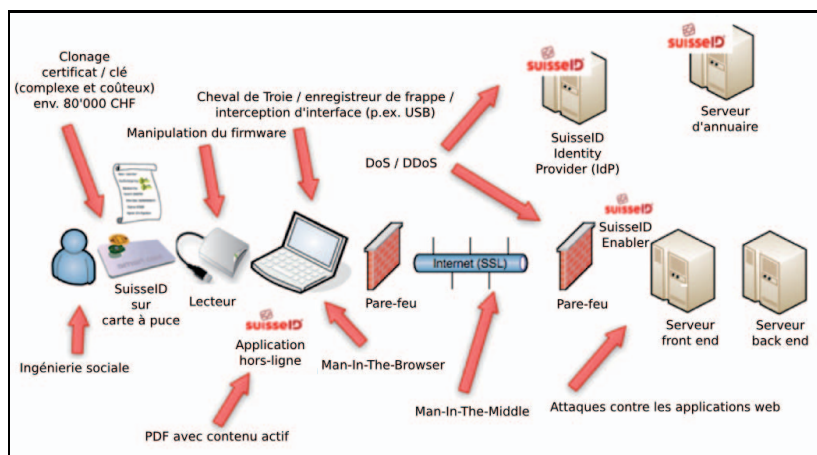 Clonage
certificat / clé
(complexe et coûteux)
env. 80'000 CHF
Cheval de Troie / enregistreur de frappe /
interception d'interface (p.ex. USB)
Manipulation du firmware
DoS / DDoS
suisseID
SuisseID
Identity
Provider (IdP)
suisseID
Serveur
d'annuaire
SuisseID
sur
carte à puce
Lecteur
Pare-feu
Internet (SSL)
suisseID
SuisseID
Enabler
Pare-feu
Serveur
front end
Serveur
back end
suisseID
Application
hors-ligne
Ingénierie sociale
Man-In-The-Browser
PDF avec contenu actif
Man-In-The-Middle
Attaques contre les applications web